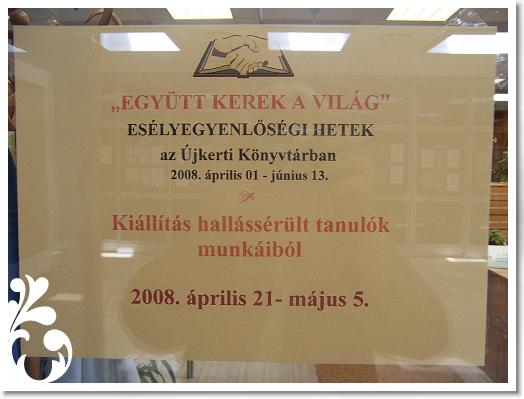 „EGYÜTT KEREK A VILÁG”
ESÉLYEGYENLŐSÉGI HETEK
az Újkerti Könyvtárban
2008. április 01 - június 13.
Kiállítás hallássérült tanulók
munkáiból
2008. április 21- május 5.